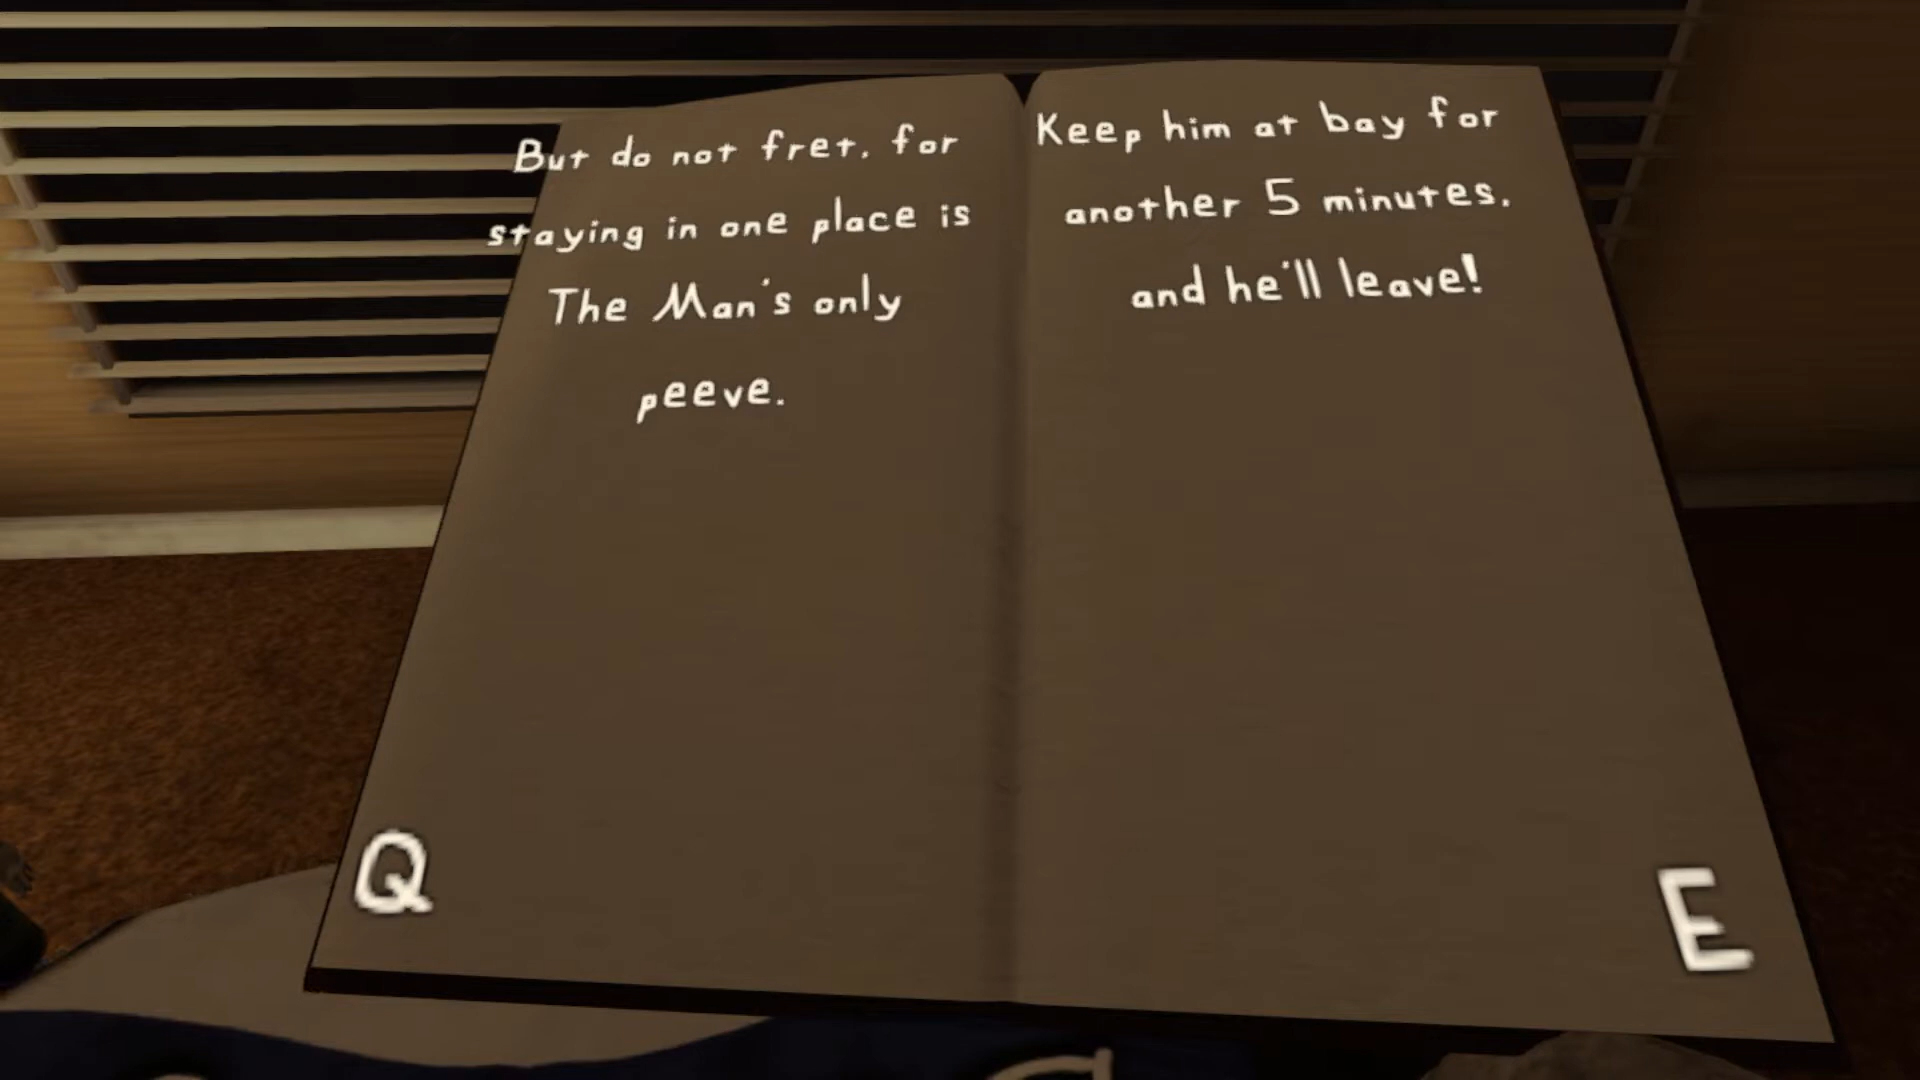 But do not fret, for
staying in one place is
The Man's only
peeve.
Keep him at bay for
another 5 minutes,
and he'll leave!
Q
E